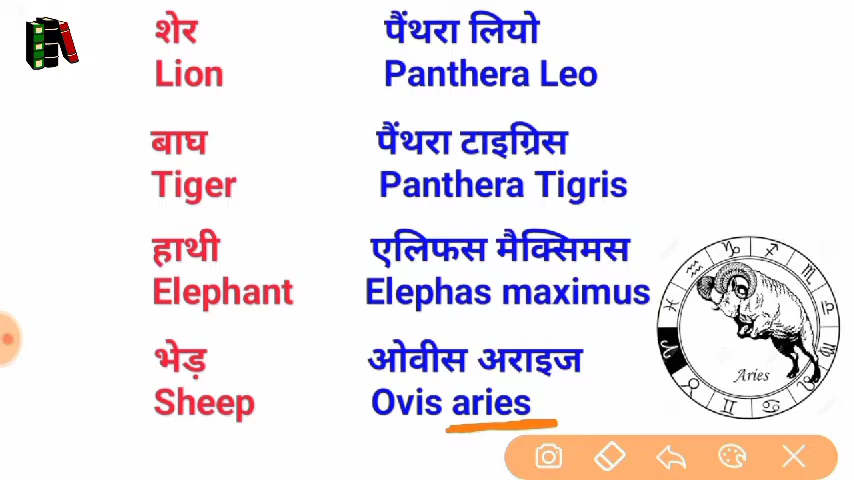 शेर पैंथरा लियो
Lion Panthera Leo
बाघ पैंथरा टाइग्रिस
Tiger Panthera Tigris
हाथी एलिफस मैक्सिमस
Elephant Elephas maximus
भेड़ ओवीस अराइज
Sheep Ovis aries
Aries